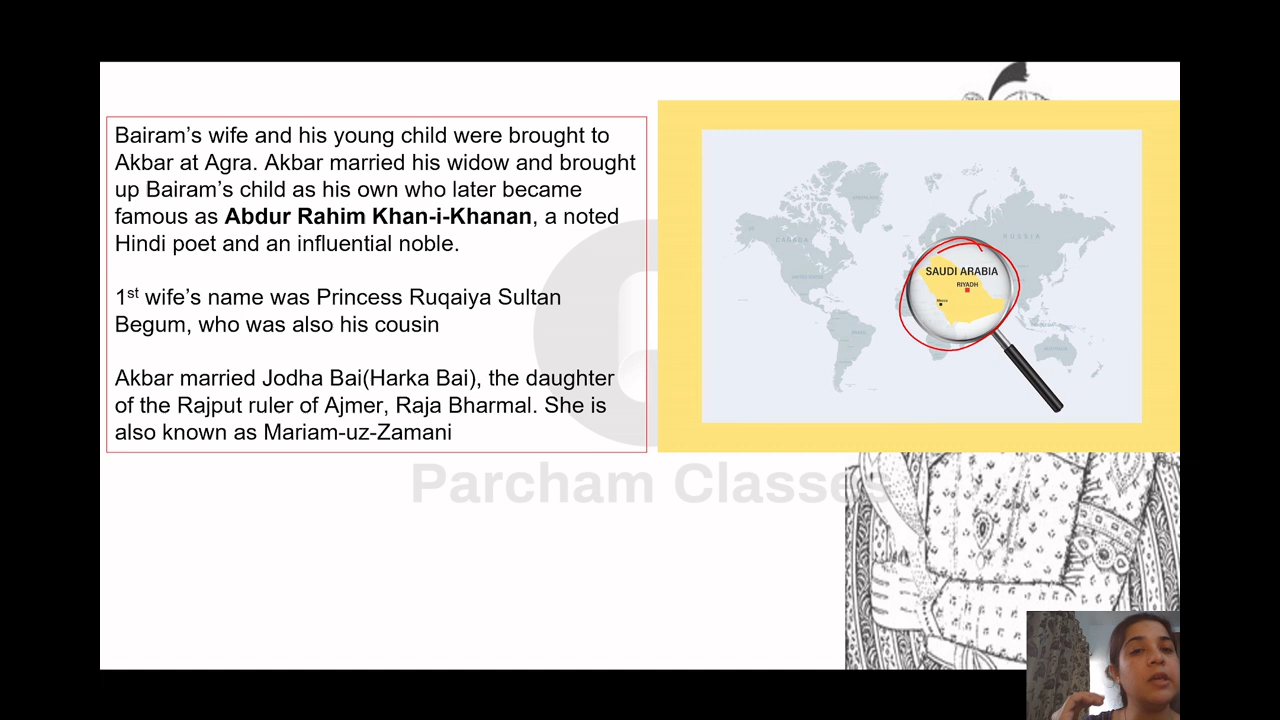 Bairam's wife and his young child were brought to
Akbar at Agra. Akbar married his widow and brought
up Bairam's child as his own who later became
famous as Abdur Rahim Khan-i-Khanan, a noted
Hindi poet and an influential noble.
1st wife's name was Princess Ruqaiya Sultan
Begum, who was also his cousin
Akbar married Jodha Bai(Harka Bai), the daughter
of the Rajput ruler of Ajmer, Raja Bharmal. She is
also known as Mariam-uz-Zamani
CANADA
RUSSIA
SAUDI ARABIA
RIYADH
Parcham Classes